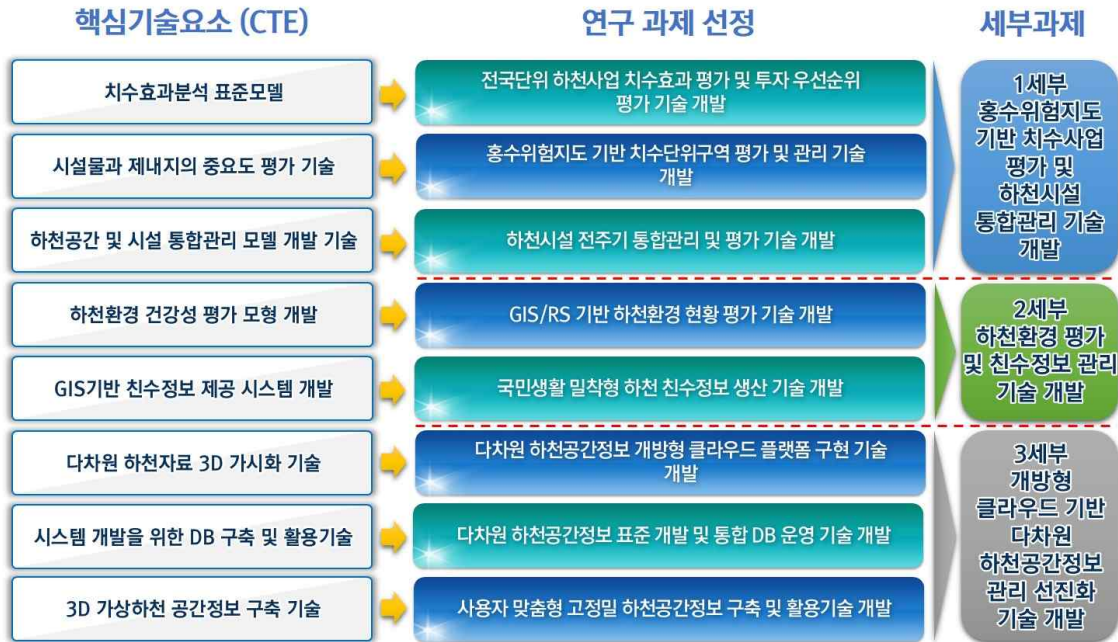 핵심기술요소 (CTE)
연구 과제 선정
세부과제
치수효과분석 표준모델
전국단위 하천사업 치수효과 평가 및 투자 우선순위
평가 기술 개발
시설물과 제내지의 중요도 평가 기술
홍수위험지도 기반 치수단위구역 평가 및 관리 기술
개발
하천공간 및 시설 통합관리 모델 개발 기술
하천시설 전주기 통합관리 및 평가 기술 개발
1세부
홍수위험지도
기반 치수사업
평가 및
하천시설
통합관리 기술
개발
하천환경 건강성 평가 모형 개발
GIS/RS 기반 하천환경 현황 평가 기술 개발
GIS기반 친수정보 제공 시스템 개발
국민생활 밀착형 하천 친수정보 생산 기술 개발
2세부
하천환경 평가
및 친수정보 관리
기술 개발
다차원 하천자료 3D 가시화 기술
다차원 하천공간정보 개방형 클라우드 플랫폼 구현 기술
개발
시스템 개발을 위한 DB 구축 및 활용기술
다차원 하천공간정보 표준 개발 및 통합 DB 운영 기술 개발
3D 가상하천 공간정보 구축 기술
사용자 맞춤형 고정밀 하천공간정보 구축 및 활용기술 개발
3세부
개방형
클라우드 기반
다차원
하천공간정보
관리 선진화
기술 개발